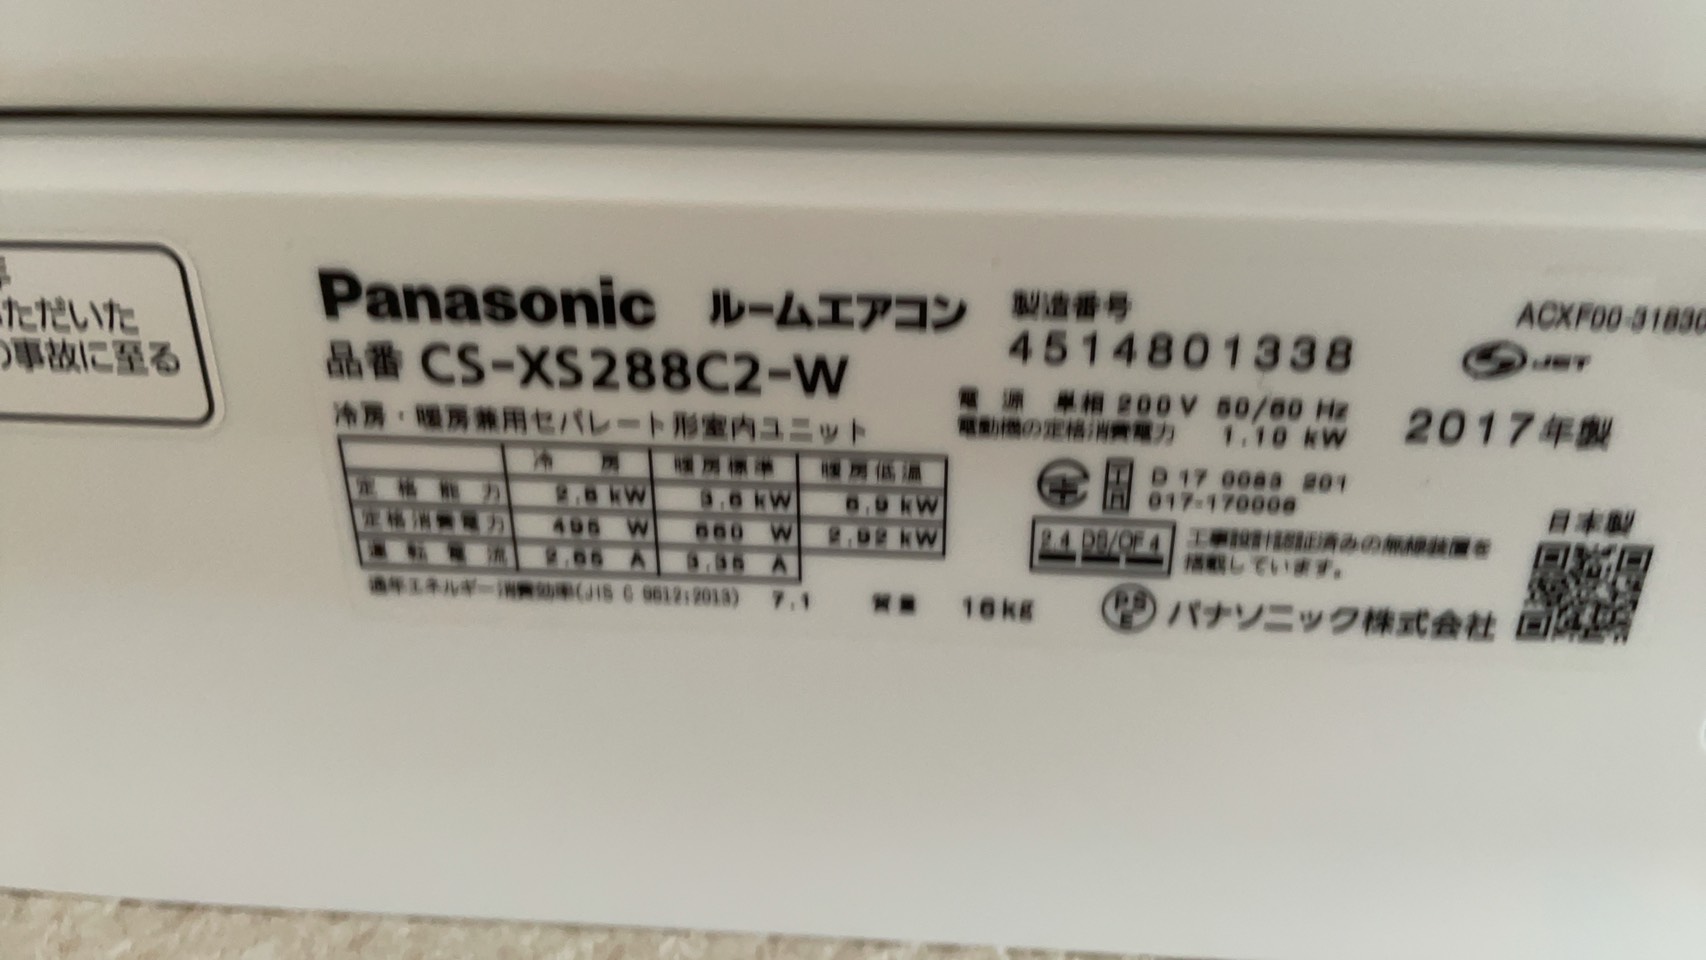 ただいた
の事故に至る
Panasonic ルームエアコン
品番 CS-XS288C2-W
冷房・暖房兼用セパレート形室内ユニット
冷 房 暖房標準 暖房低温
定格能力 2.8 kW 3.6 kW 6.9 kW
定格消費電力 495 W 660 W 2.92 kW
運転電流 2.65 A 3.35 A
通年エネルギー消費効率(JIS C 9612:2013) 7.1 質量 16kg
製造番号
4514801338
電 源 単相 200V 50/60 Hz
電動機の定格消費電力 1.10 kW
D 17 0083 201
017-170006
2.4 DS/OF4
工事設計認証済みの無線装置を
搭載しています。
PSE パナソニック株式会社
ACXF00-31830
JET
2017年製
日本製